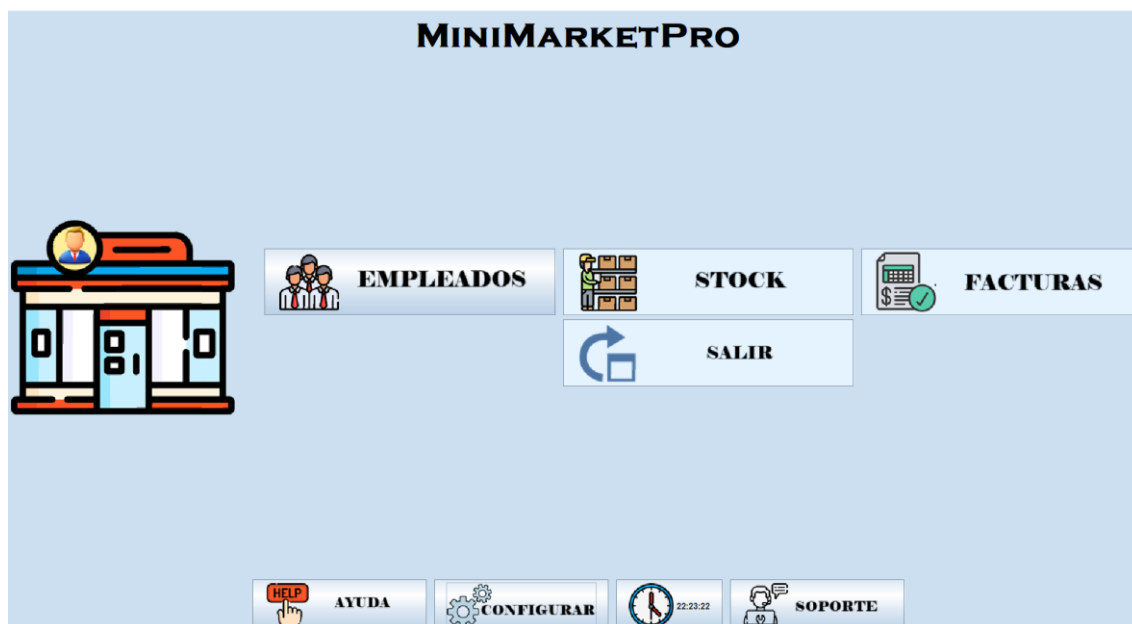 MINIMARKETPRO
EMPLEADOS
STOCK
FACTURAS
SALIR
HELP
AYUDA
CONFIGURAR
22:23:22
SOPORTE